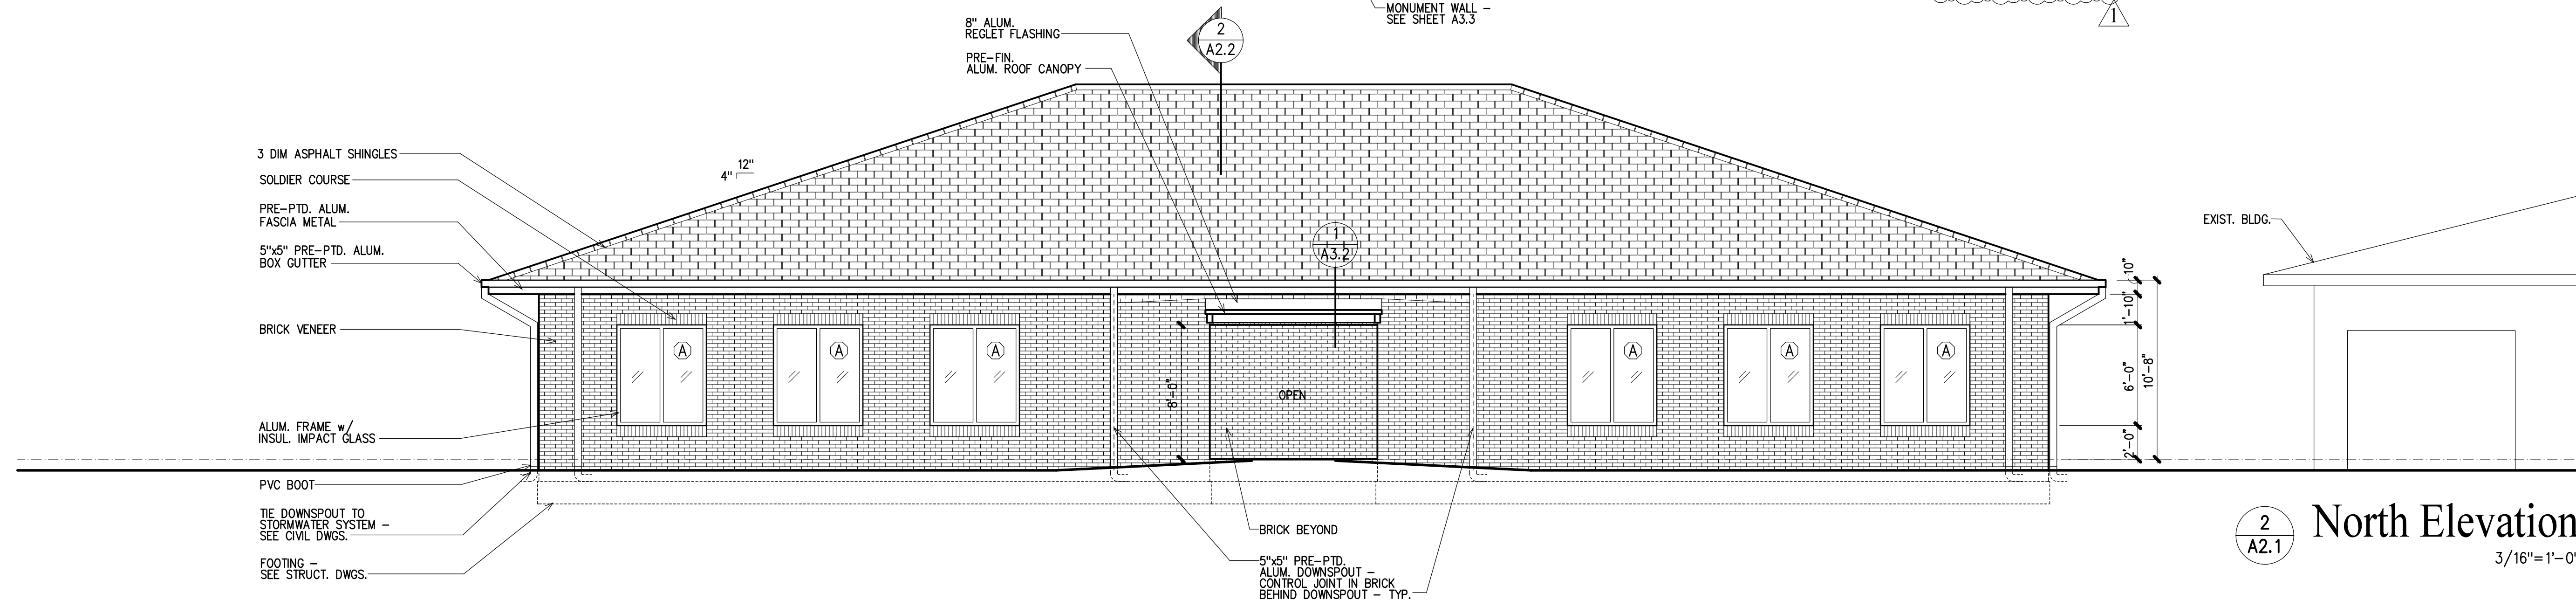 MONUMENT WALL –
SEE SHEET A3.3
1
8" ALUM.
REGLET FLASHING
PRE–FIN.
ALUM. ROOF CANOPY
2
A2.2
3 DIM ASPHALT SHINGLES
SOLDIER COURSE
PRE–PTD. ALUM.
FASCIA METAL
5"x5" PRE–PTD. ALUM.
BOX GUTTER
BRICK VENEER
ALUM. FRAME w/
INSUL. IMPACT GLASS
PVC BOOT
TIE DOWNSPOUT TO
STORMWATER SYSTEM –
SEE CIVIL DWGS.
FOOTING –
SEE STRUCT. DWGS.
12"
4"
1
A3.2
A
A
A
A
A
A
8'–0"
OPEN
BRICK BEYOND
5"x5" PRE–PTD.
ALUM. DOWNSPOUT –
CONTROL JOINT IN BRICK
BEHIND DOWNSPOUT – TYP.
10"
1'–10"
6'–0"
2'–0"
10'–8"
EXIST. BLDG.
2
A2.1
North Elevation
3/16"=1'–0"